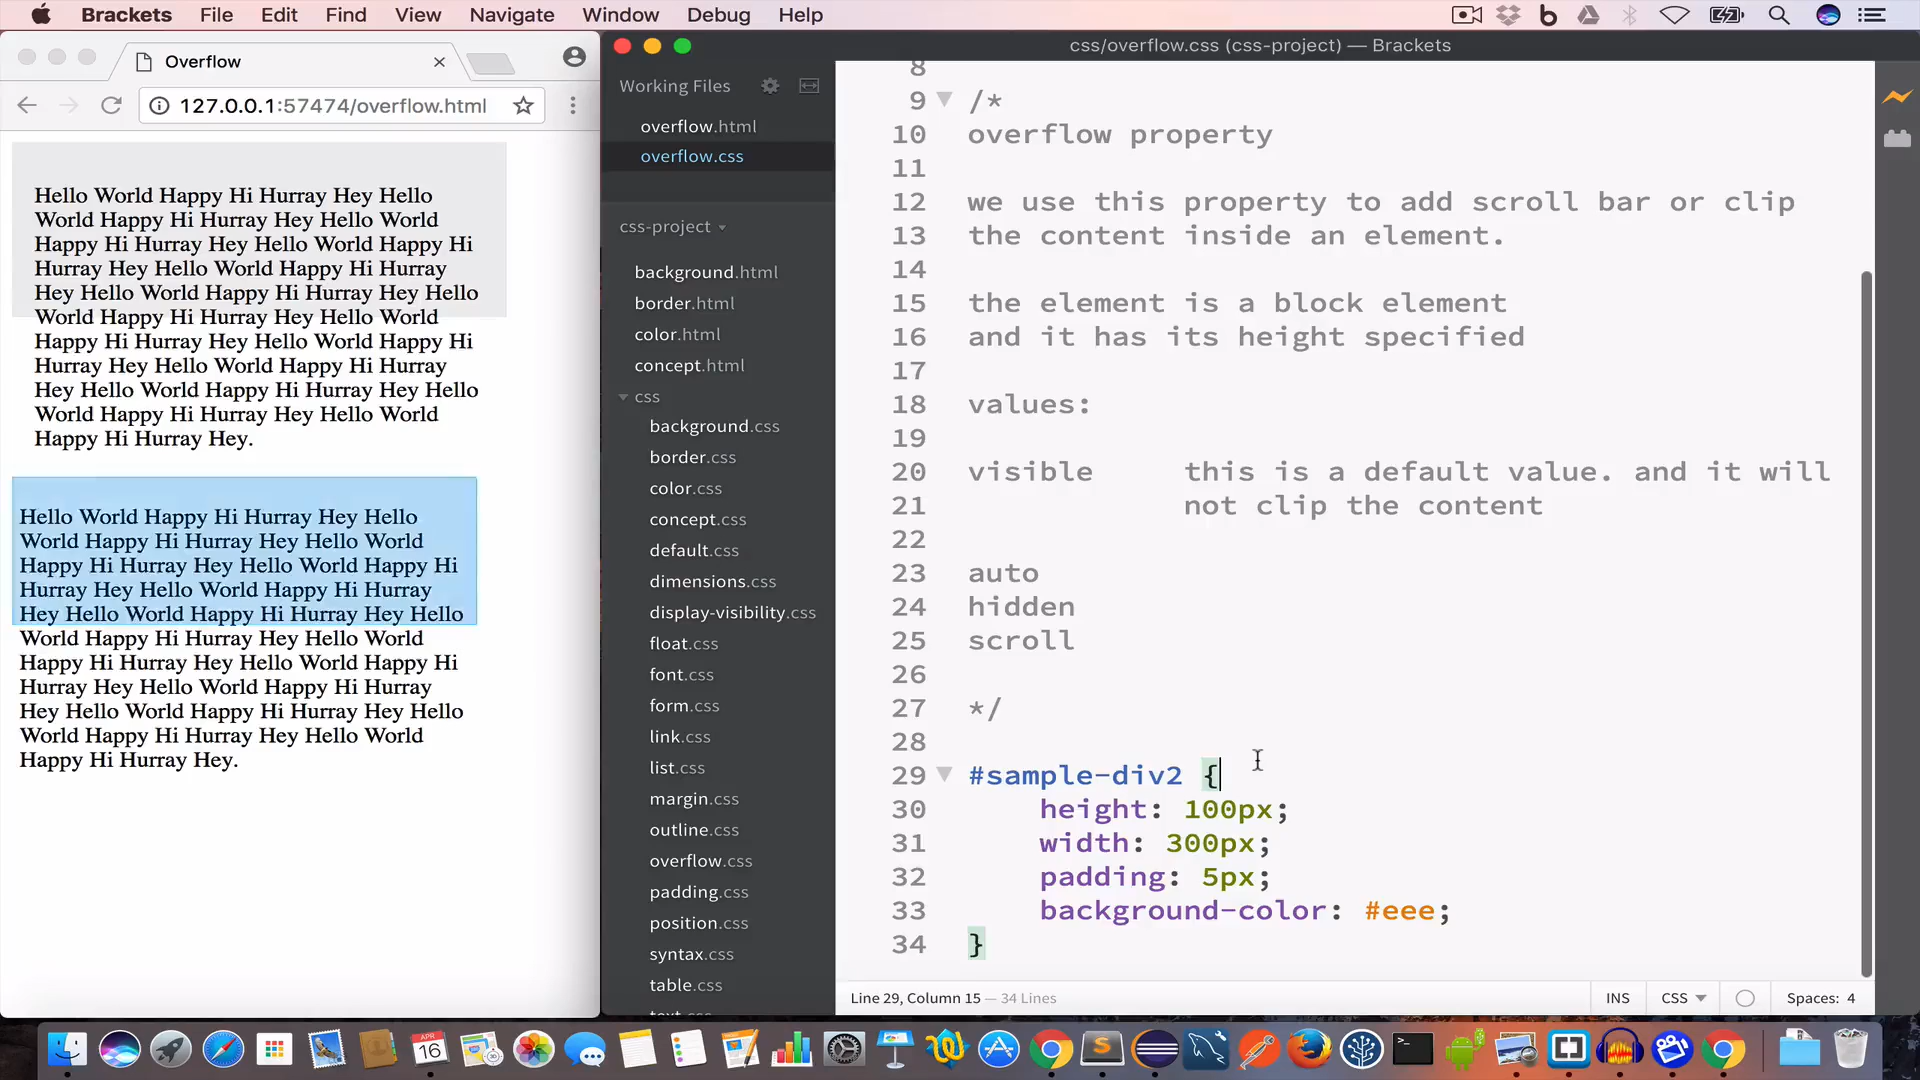 Brackets File Edit Find View Navigate Window Debug Help
Overflow
127.0.0.1:57474/overflow.html
Hello World Happy Hi Hurray Hey Hello
World Happy Hi Hurray Hey Hello World
Happy Hi Hurray Hey Hello World Happy Hi
Hurray Hey Hello World Happy Hi Hurray
Hey Hello World Happy Hi Hurray Hey Hello
World Happy Hi Hurray Hey Hello World
Happy Hi Hurray Hey Hello World Happy Hi
Hurray Hey Hello World Happy Hi Hurray
Hey Hello World Happy Hi Hurray Hey Hello
World Happy Hi Hurray Hey Hello World
Happy Hi Hurray Hey.
Hello World Happy Hi Hurray Hey Hello
World Happy Hi Hurray Hey Hello World
Happy Hi Hurray Hey Hello World Happy Hi
Hurray Hey Hello World Happy Hi Hurray
Hey Hello World Happy Hi Hurray Hey Hello
World Happy Hi Hurray Hey Hello World
Happy Hi Hurray Hey Hello World Happy Hi
Hurray Hey Hello World Happy Hi Hurray
Hey Hello World Happy Hi Hurray Hey Hello
World Happy Hi Hurray Hey Hello World
Happy Hi Hurray Hey.
css/overflow.css (css-project) — Brackets
Working Files
overflow.html
overflow.css
css-project
background.html
border.html
color.html
concept.html
css
background.css
border.css
color.css
concept.css
default.css
dimensions.css
display-visibility.css
float.css
font.css
form.css
link.css
list.css
margin.css
outline.css
overflow.css
padding.css
position.css
syntax.css
table.css
8
9 /*
10 overflow property
11
12 we use this property to add scroll bar or clip
13 the content inside an element.
14
15 the element is a block element
16 and it has its height specified
17
18 values:
19
20 visible this is a default value. and it will
21 not clip the content
22
23 auto
24 hidden
25 scroll
26
27 */
28
29 #sample-div2 {
30 height: 100px;
31 width: 300px;
32 padding: 5px;
33 background-color: #eee;
34 }
Line 29, Column 15 — 34 Lines
INS CSS Spaces: 4
APR
16